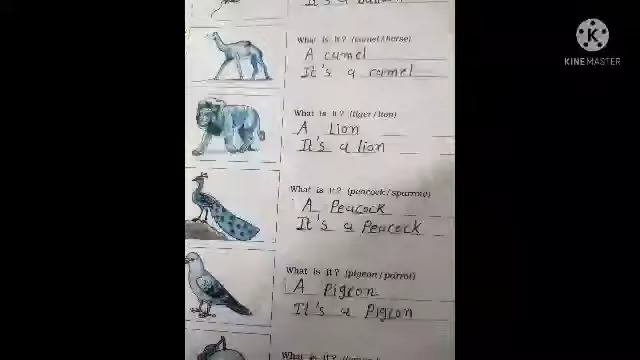 It's a
What is it? (camel/horse)
A camel
It's a camel
What is it? (tiger/lion)
A Lion
It's a lion
What is it? (peacock/sparrow)
A Peacock
It's a Peacock
What is it? (pigeon/parrot)
A Pigeon
It's a Pigeon
What is it?
KINEMASTER